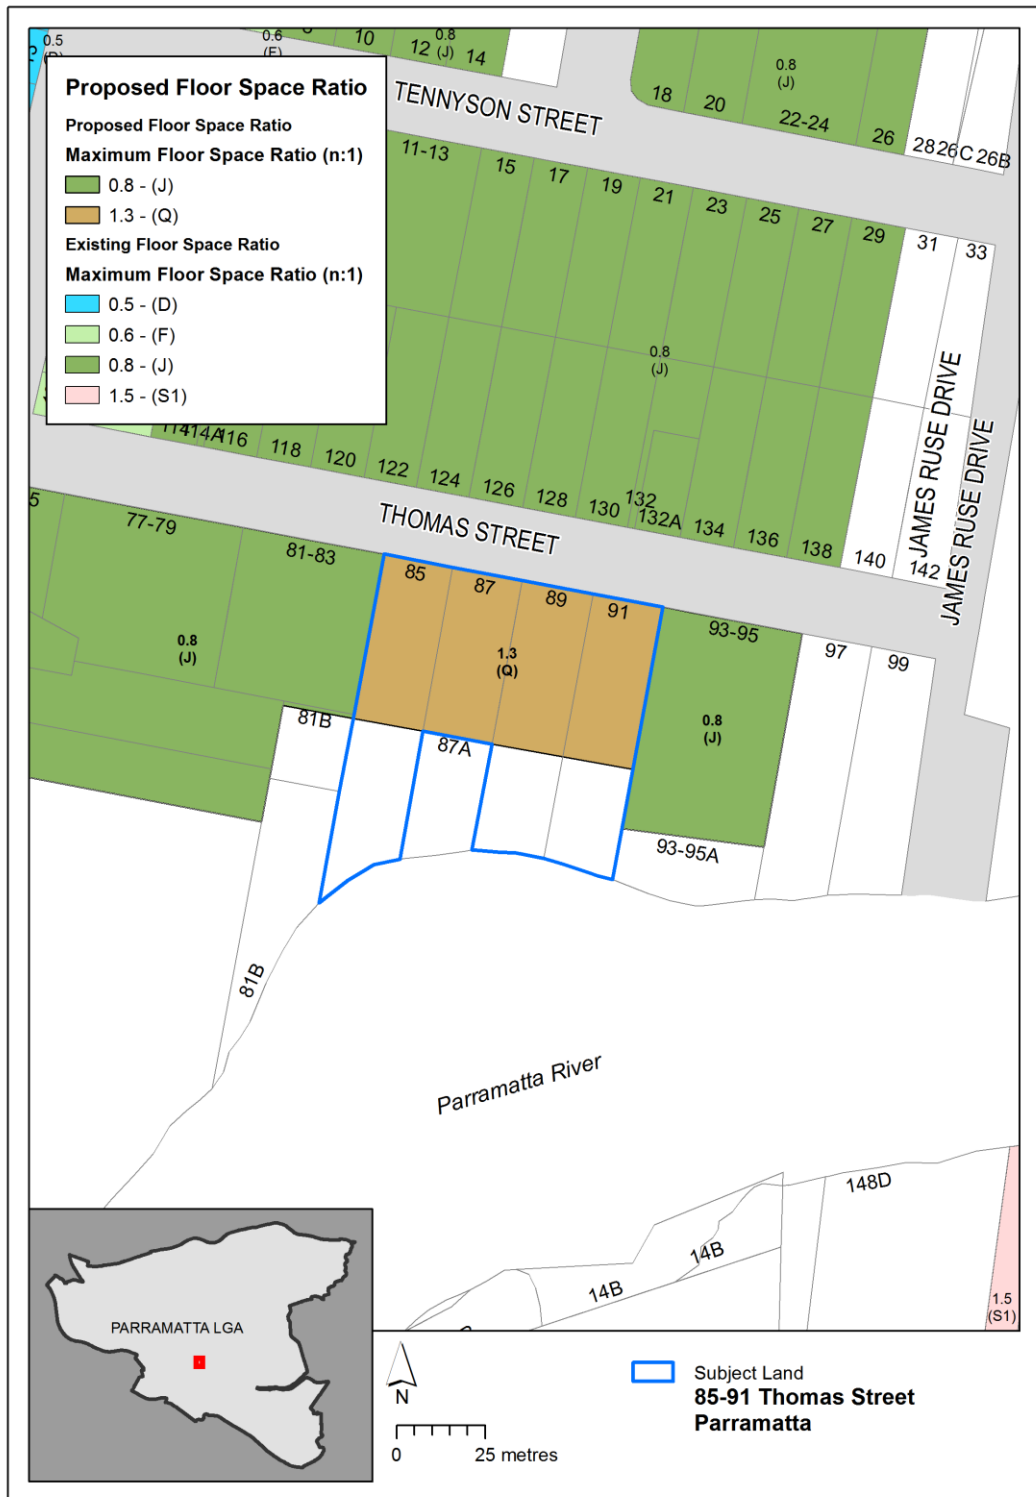 0.5
0.6
(F)
10
12
0.8
(J)
14
0.8
(J)
18
20
22-24
26
28
26C
26B
Proposed Floor Space Ratio
Proposed Floor Space Ratio
Maximum Floor Space Ratio (n:1)
0.8 - (J)
1.3 - (Q)
Existing Floor Space Ratio
Maximum Floor Space Ratio (n:1)
0.5 - (D)
0.6 - (F)
0.8 - (J)
1.5 - (S1)
TENNYSON STREET
11-13
15
17
19
21
23
25
27
29
31
33
0.8
(J)
JAMES RUSE DRIVE
JAMES RUSE DRIVE
114A
116
118
120
122
124
126
128
130
132
132A
134
136
138
140
142
THOMAS STREET
77-79
81-83
85
87
89
91
93-95
97
99
0.8
(J)
1.3
(Q)
0.8
(J)
81B
87A
93-95A
81B
Parramatta River
148D
14B
14B
1.5
(S1)
PARRAMATTA LGA
N
0
25 metres
Subject Land
85-91 Thomas Street
Parramatta